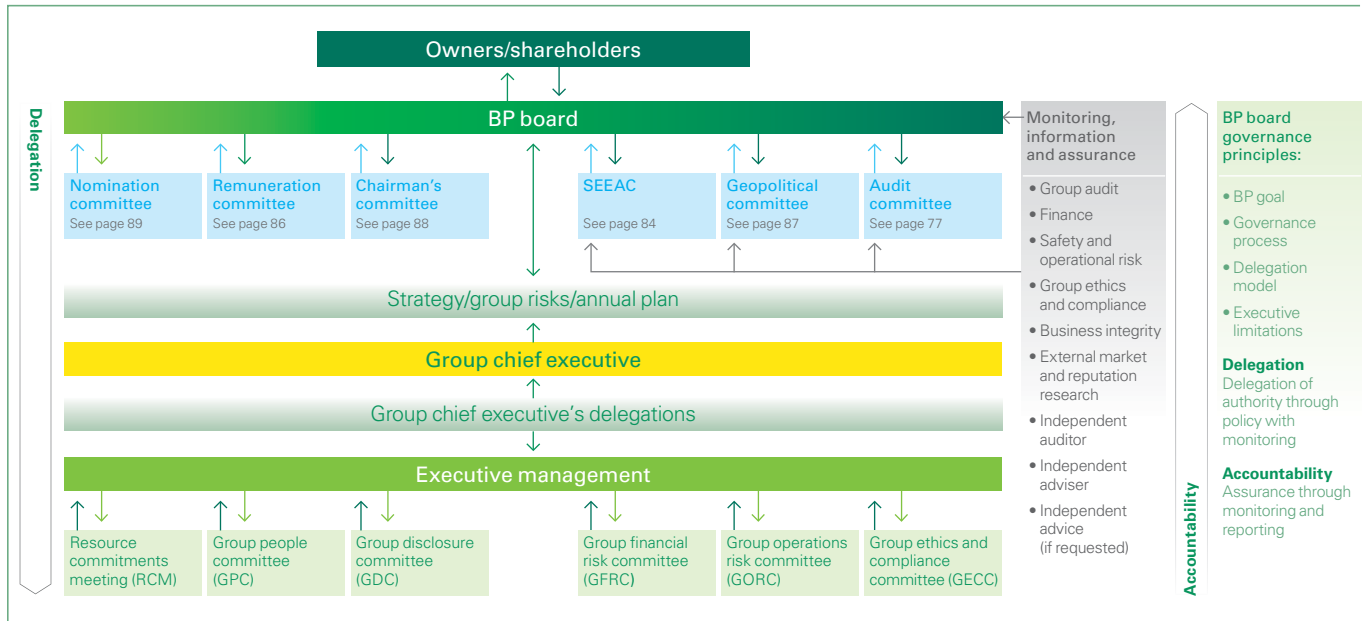 Owners/shareholders
Delegation
BP board
Nomination
committee
See page 89
Remuneration
committee
See page 86
Chairman's
committee
See page 88
SEEAC
See page 84
Geopolitical
committee
See page 87
Audit
committee
See page 77
Strategy/group risks/annual plan
Group chief executive
Group chief executive's delegations
Executive management
Resource
commitments
meeting (RCM)
Group people
committee
(GPC)
Group disclosure
committee
(GDC)
Group financial
risk committee
(GFRC)
Group operations
risk committee
(GORC)
Group ethics and
compliance
committee (GECC)
Monitoring,
information
and assurance
• Group audit
• Finance
• Safety and
operational risk
• Group ethics
and compliance
• Business integrity
• External market
and reputation
research
• Independent
auditor
• Independent
adviser
• Independent
advice
(if requested)
Accountability
BP board
governance
principles:
• BP goal
• Governance
process
• Delegation
model
• Executive
limitations
Delegation
Delegation of
authority through
policy with
monitoring
Accountability
Assurance through
monitoring and
reporting